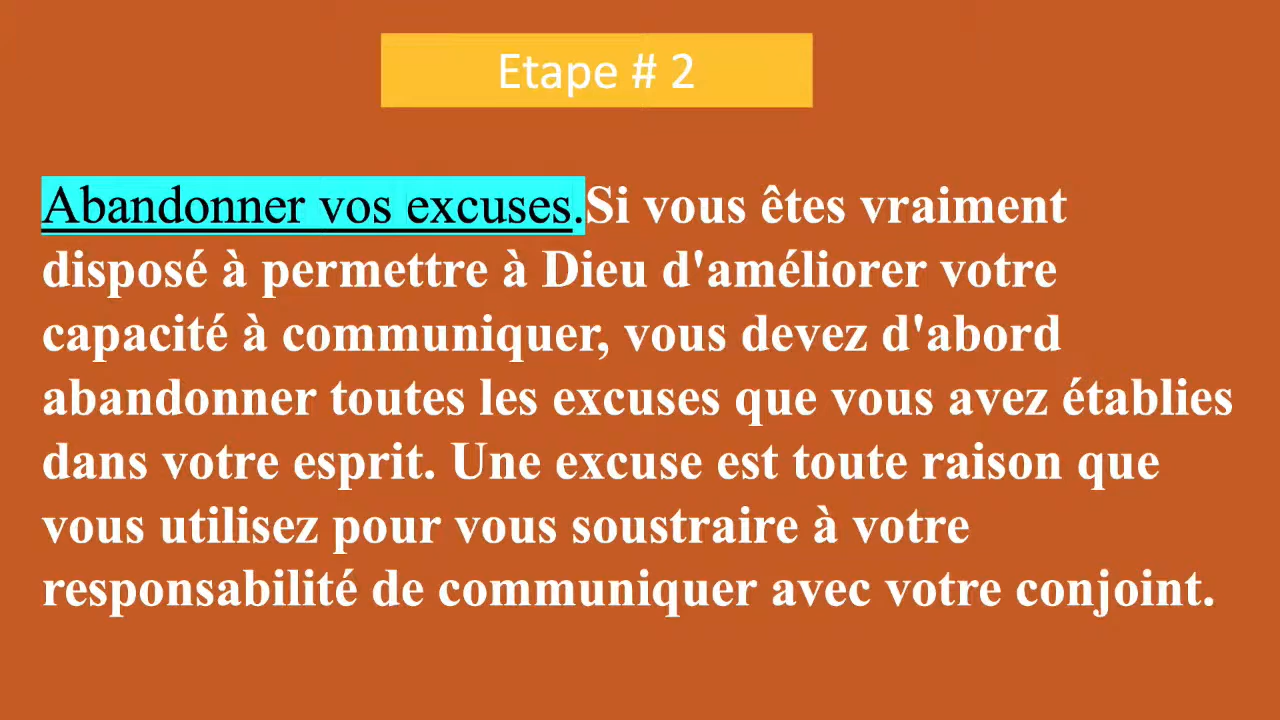 Etape # 2
Abandonner vos excuses.Si vous êtes vraiment
disposé à permettre à Dieu d'améliorer votre
capacité à communiquer, vous devez d'abord
abandonner toutes les excuses que vous avez établies
dans votre esprit. Une excuse est toute raison que
vous utilisez pour vous soustraire à votre
responsabilité de communiquer avec votre conjoint.